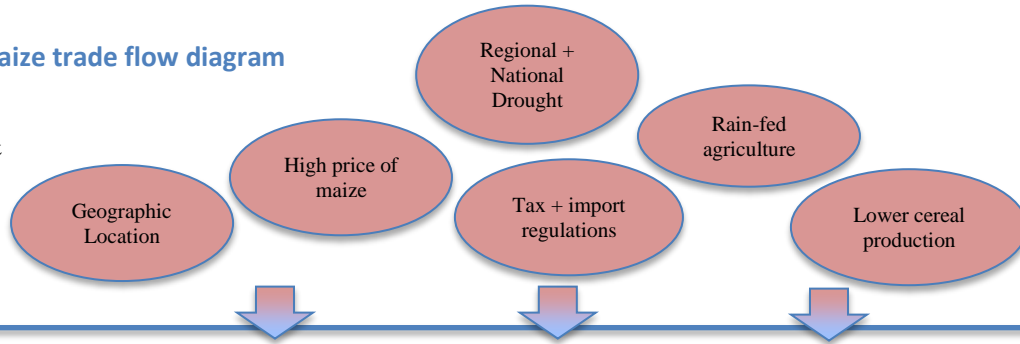 aize trade flow diagram
Regional +
National
Drought
Rain-fed
agriculture
High price of
maize
Geographic
Location
Tax + import
regulations
Lower cereal
production